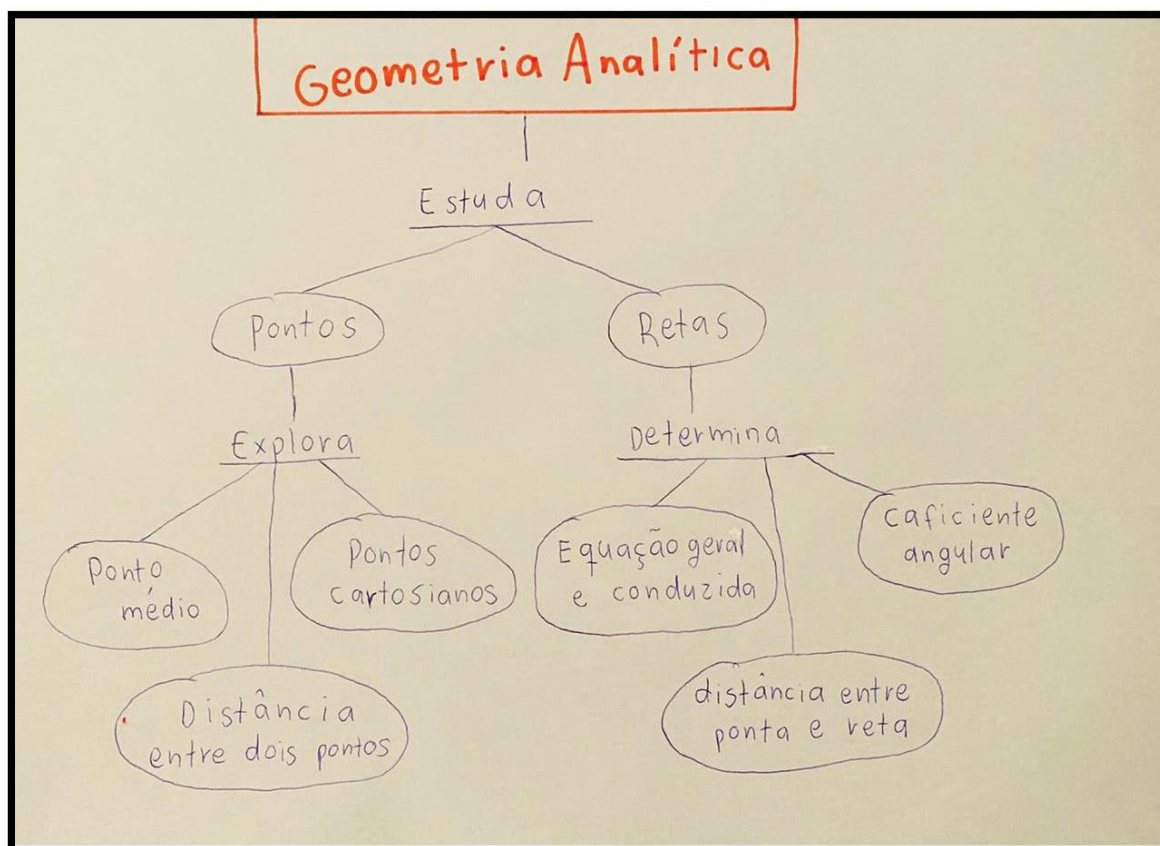 Geometria Analítica
Estuda
Pontos
Retas
Explora
Determina
Ponto
médio
Pontos
cartosianos
Equação geral
e conduzida
caficiente
angular
Distância
entre dois pontos
distância entre
ponta e reta